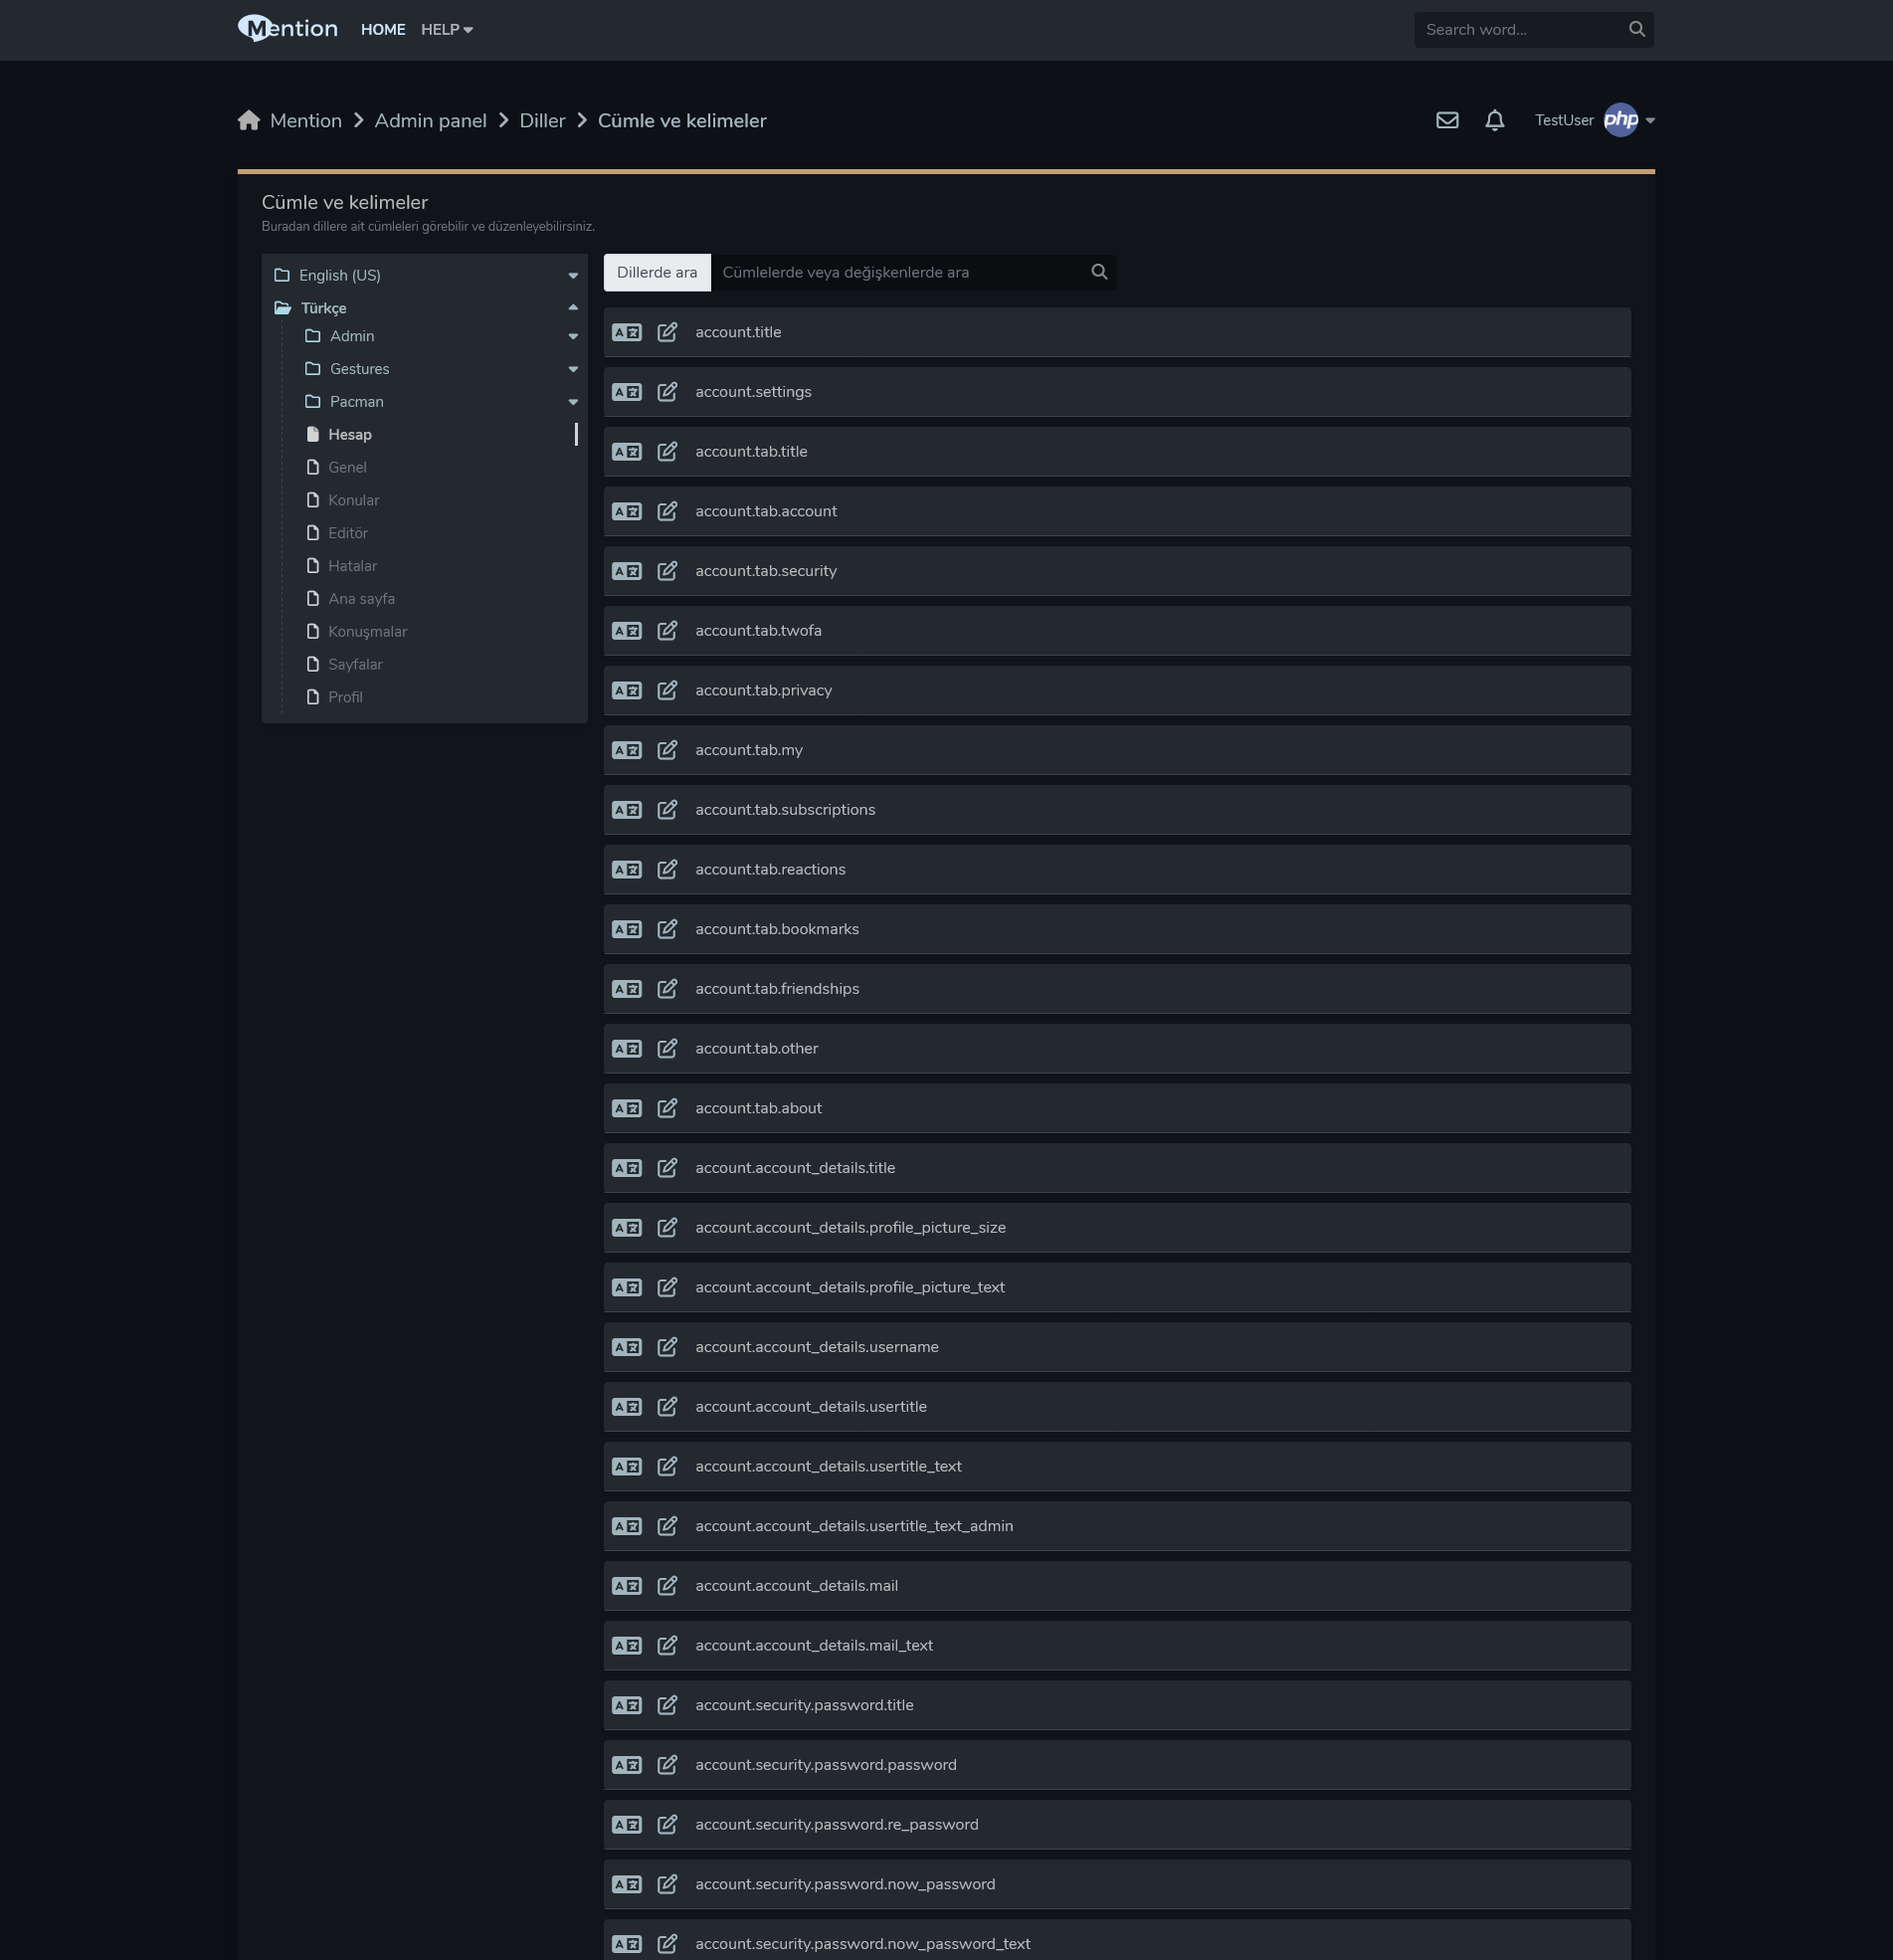 Mention HOME HELP Search word...
Mention Admin panel Diller Cümle ve kelimeler TestUser php
Cümle ve kelimeler
Buradan dillere ait cümleleri görebilir ve düzenleyebilirsiniz.
English (US)
Türkçe
Admin
Gestures
Pacman
Hesap
Genel
Konular
Editör
Hatalar
Ana sayfa
Konuşmalar
Sayfalar
Profil
Dillerde ara Cümlelerde veya değişkenlerde ara
account.title
account.settings
account.tab.title
account.tab.account
account.tab.security
account.tab.twofa
account.tab.privacy
account.tab.my
account.tab.subscriptions
account.tab.reactions
account.tab.bookmarks
account.tab.friendships
account.tab.other
account.tab.about
account.account_details.title
account.account_details.profile_picture_size
account.account_details.profile_picture_text
account.account_details.username
account.account_details.usertitle
account.account_details.usertitle_text
account.account_details.usertitle_text_admin
account.account_details.mail
account.account_details.mail_text
account.security.password.title
account.security.password.password
account.security.password.re_password
account.security.password.now_password
account.security.password.now_password_text